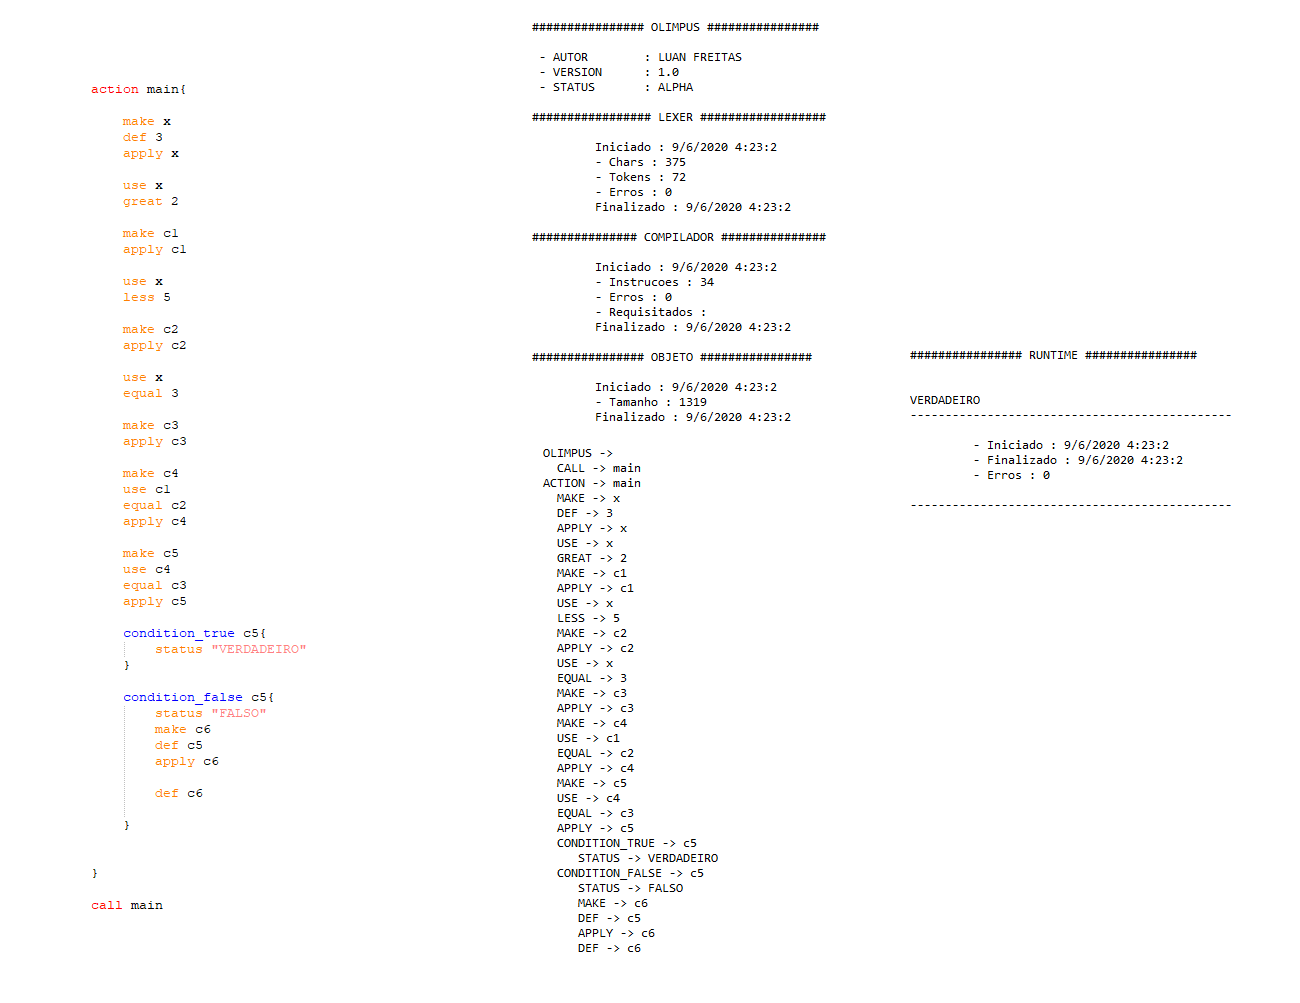 action main{
make x
def 3
apply x
use x
great 2
make c1
apply c1
use x
less 5
make c2
apply c2
use x
equal 3
make c3
apply c3
make c4
use c1
equal c2
apply c4
make c5
use c4
equal c3
apply c5
condition_true c5{
status "VERDADEIRO"
}
condition_false c5{
status "FALSO"
make c6
def c5
apply c6
def c6
}
}
call main
################ OLIMPUS ################
- AUTOR : LUAN FREITAS
- VERSION : 1.0
- STATUS : ALPHA
################# LEXER ##################
Iniciado : 9/6/2020 4:23:2
- Chars : 375
- Tokens : 72
- Erros : 0
Finalizado : 9/6/2020 4:23:2
############### COMPILADOR ###############
Iniciado : 9/6/2020 4:23:2
- Instrucoes : 34
- Erros : 0
- Requisitados :
Finalizado : 9/6/2020 4:23:2
################ OBJETO ################
Iniciado : 9/6/2020 4:23:2
- Tamanho : 1319
Finalizado : 9/6/2020 4:23:2
OLIMPUS ->
CALL -> main
ACTION -> main
MAKE -> x
DEF -> 3
APPLY -> x
USE -> x
GREAT -> 2
MAKE -> c1
APPLY -> c1
USE -> x
LESS -> 5
MAKE -> c2
APPLY -> c2
USE -> x
EQUAL -> 3
MAKE -> c3
APPLY -> c3
MAKE -> c4
USE -> c1
EQUAL -> c2
APPLY -> c4
MAKE -> c5
USE -> c4
EQUAL -> c3
APPLY -> c5
CONDITION_TRUE -> c5
STATUS -> VERDADEIRO
CONDITION_FALSE -> c5
STATUS -> FALSO
MAKE -> c6
DEF -> c5
APPLY -> c6
DEF -> c6
################ RUNTIME ################
VERDADEIRO
----------------------------------------------
- Iniciado : 9/6/2020 4:23:2
- Finalizado : 9/6/2020 4:23:2
- Erros : 0
----------------------------------------------